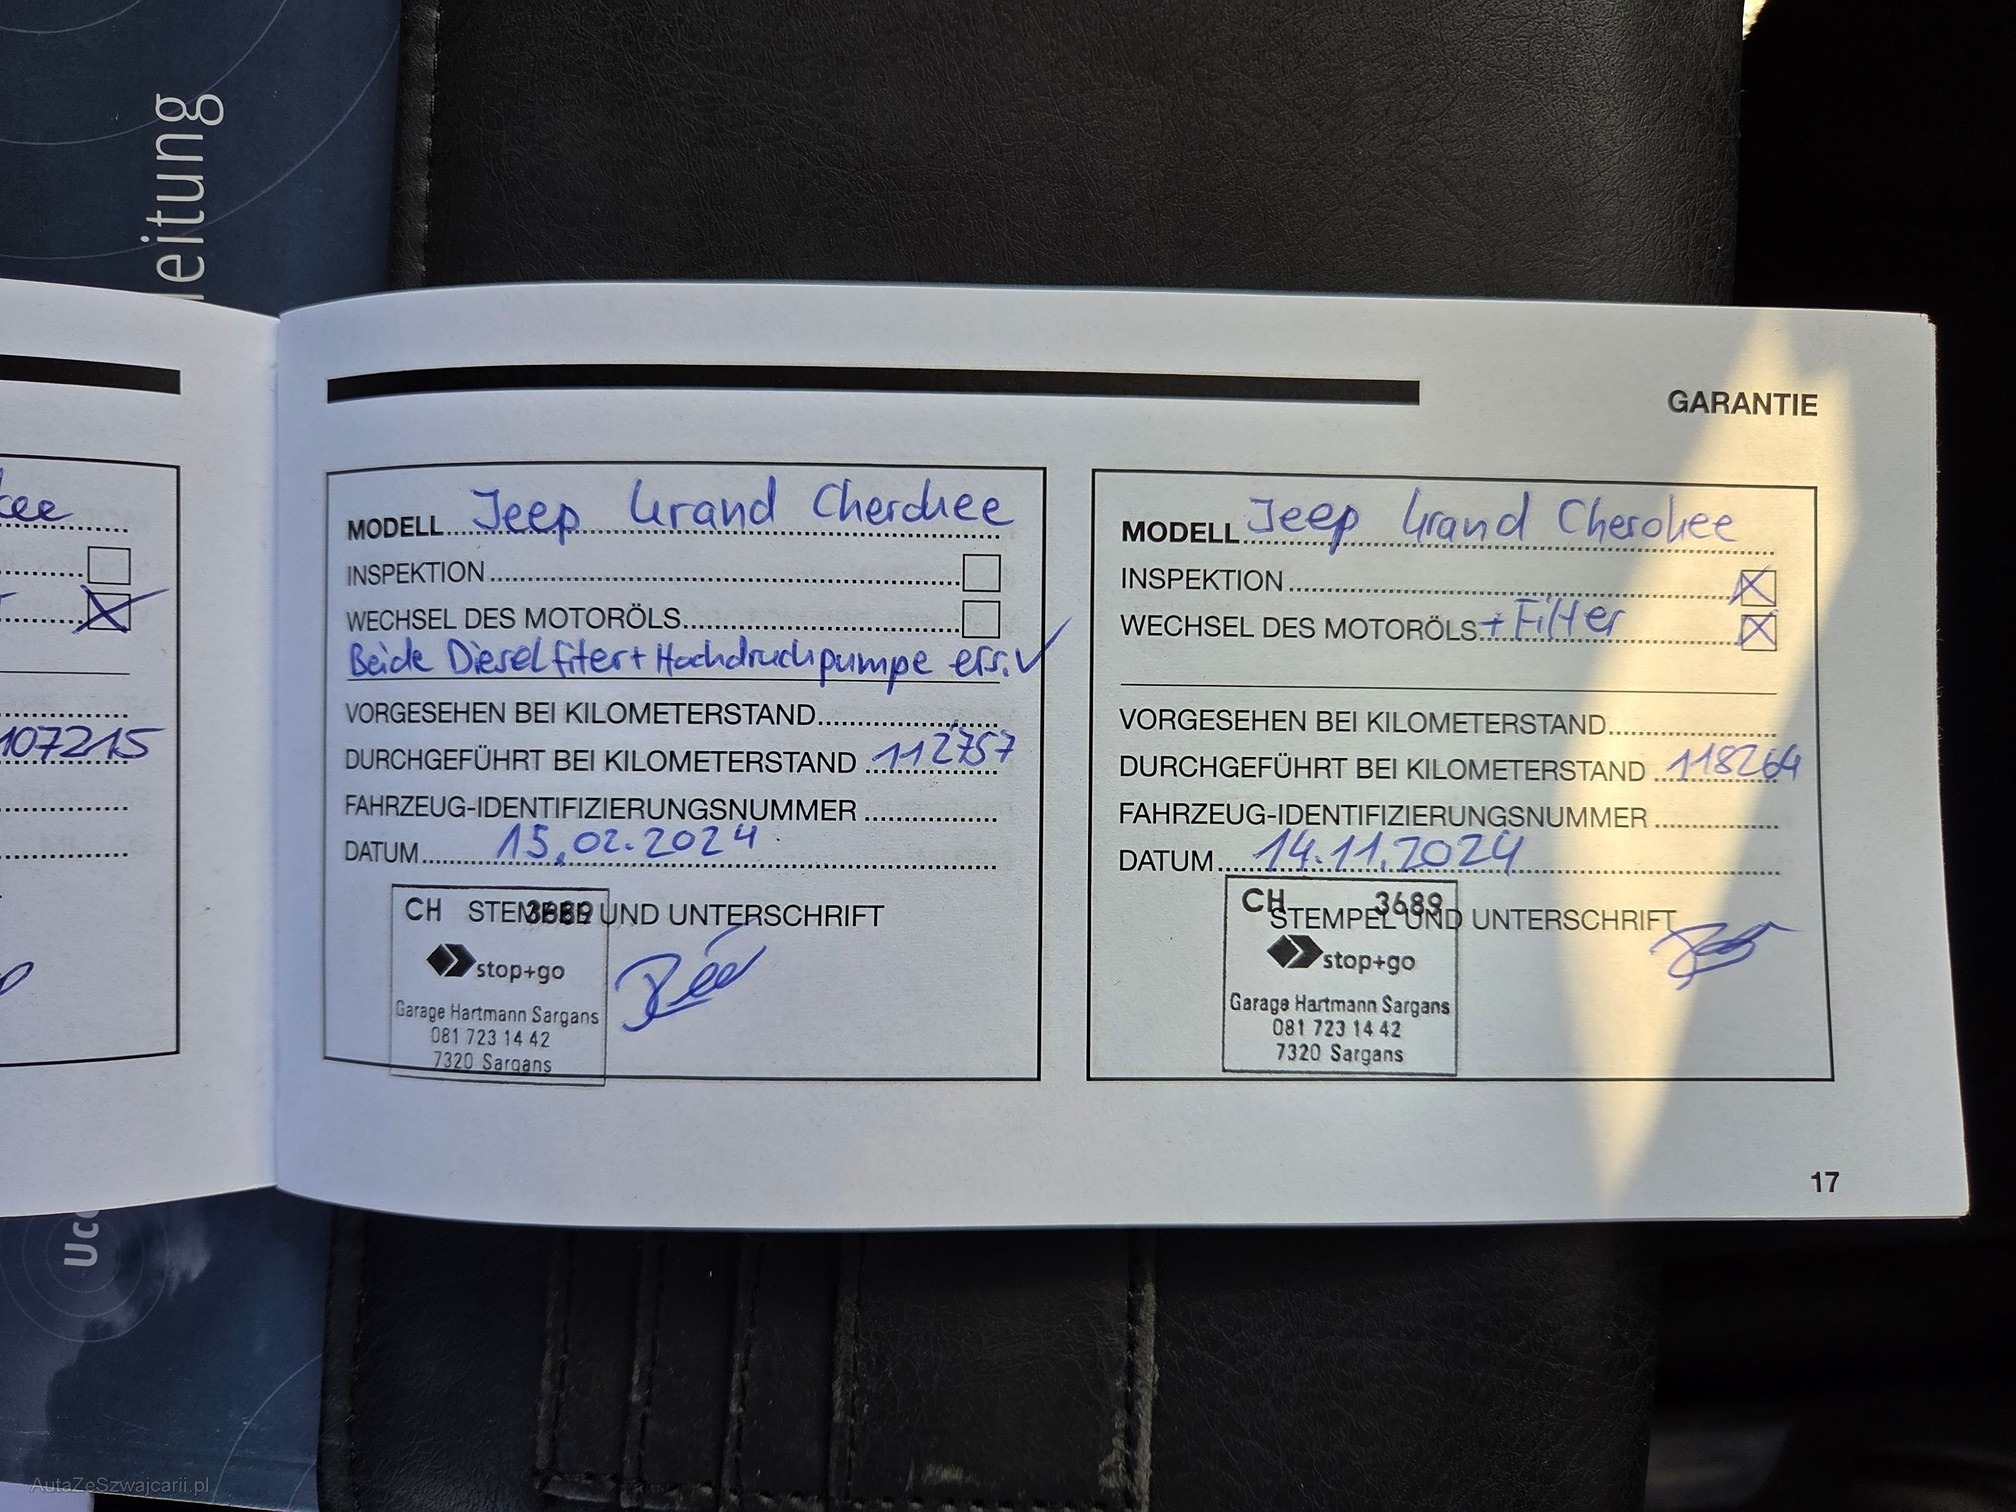 leitung
kee
107215
GARANTIE
MODELL Jeep Grand Cherokee
INSPEKTION
WECHSEL DES MOTORÖLS
Beide Dieselfilter + Hochdruckpumpe ers. ✓
VORGESEHEN BEI KILOMETERSTAND
DURCHGEFÜHRT BEI KILOMETERSTAND 112757
FAHRZEUG-IDENTIFIZIERUNGSNUMMER
DATUM 15.02.2024
STEMPEL UND UNTERSCHRIFT
CH 3689
stop+go
Garage Hartmann Sargans
081 723 14 42
7320 Sargans
MODELL Jeep Grand Cherokee
INSPEKTION X
WECHSEL DES MOTORÖLS + Filter X
VORGESEHEN BEI KILOMETERSTAND
DURCHGEFÜHRT BEI KILOMETERSTAND 118264
FAHRZEUG-IDENTIFIZIERUNGSNUMMER
DATUM 14.11.2024
STEMPEL UND UNTERSCHRIFT
CH 3689
stop+go
Garage Hartmann Sargans
081 723 14 42
7320 Sargans
17
Uc
AutaZeSzwajcarii.pl